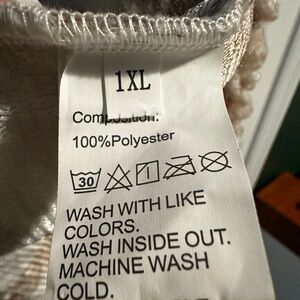 1XL
Composition:
100%Polyester
30
WASH WITH LIKE
COLORS.
WASH INSIDE OUT.
MACHINE WASH
COLD.